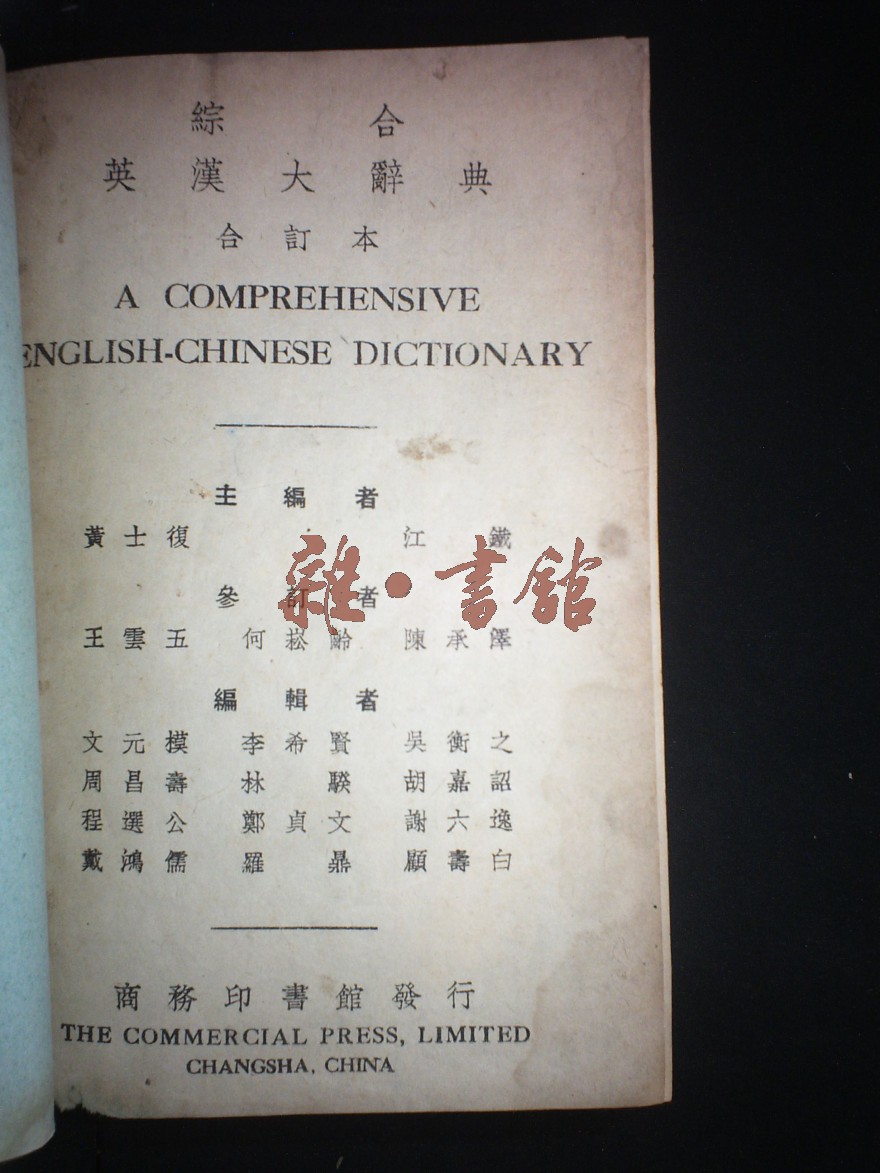 綜合
英漢大辭典
合訂本
A COMPREHENSIVE
ENGLISH-CHINESE DICTIONARY
主編者
黃士復 江鐵
參訂者
雜·書館
王雲五 何崧齡 陳承澤
編輯者
文元模 李希賢 吳衡之
周昌壽 林騤 胡嘉詔
程選公 鄭貞文 謝六逸
戴鴻儒 羅鼎 顧壽白
商務印書館發行
THE COMMERCIAL PRESS, LIMITED
CHANGSHA, CHINA